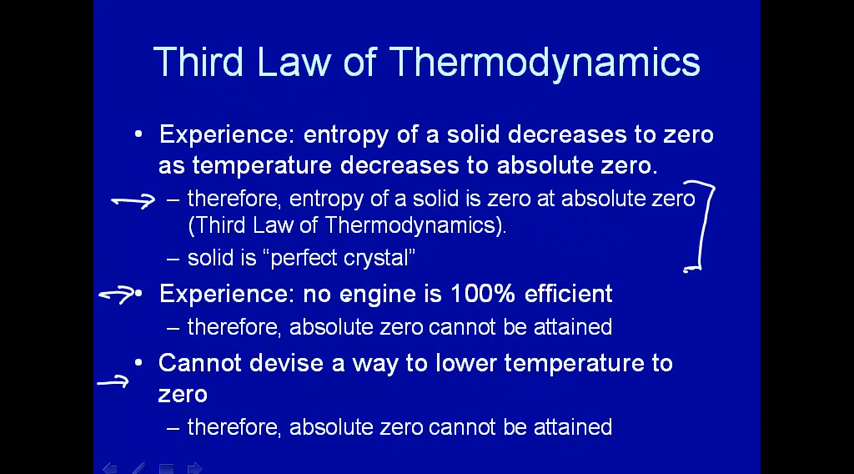 Third Law of Thermodynamics
• Experience: entropy of a solid decreases to zero
as temperature decreases to absolute zero.
– therefore, entropy of a solid is zero at absolute zero
(Third Law of Thermodynamics).
– solid is “perfect crystal”
• Experience: no engine is 100% efficient
– therefore, absolute zero cannot be attained
• Cannot devise a way to lower temperature to
zero
– therefore, absolute zero cannot be attained